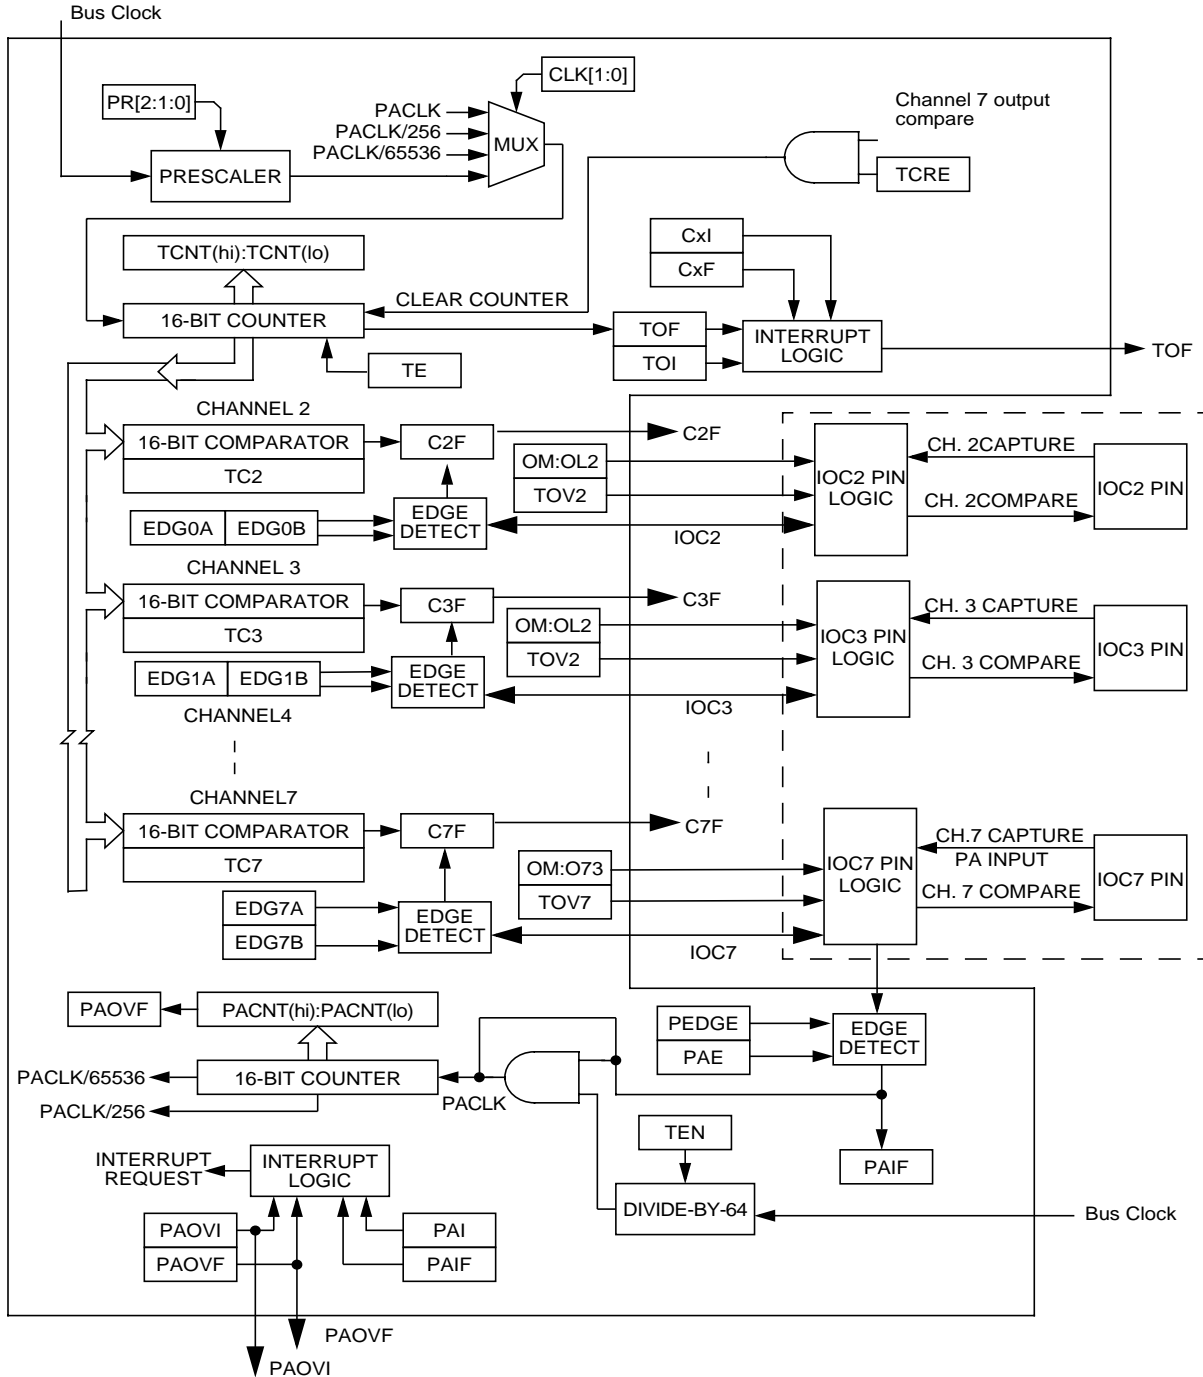 Bus Clock
CLK[1:0]
PR[2:1:0]
PACLK
PACLK/256
PACLK/65536
MUX
PRESCALER
Channel 7 output
compare
TCRE
CxI
CxF
TCNT(hi):TCNT(lo)
CLEAR COUNTER
16-BIT COUNTER
TOF
TOI
INTERRUPT
LOGIC
TOF
TE
CHANNEL 2
16-BIT COMPARATOR
TC2
C2F
C2F
OM:OL2
TOV2
IOC2 PIN
LOGIC
CH. 2CAPTURE
CH. 2COMPARE
IOC2 PIN
EDG0A
EDG0B
EDGE
DETECT
IOC2
CHANNEL 3
16-BIT COMPARATOR
TC3
C3F
C3F
OM:OL2
TOV2
IOC3 PIN
LOGIC
CH. 3 CAPTURE
CH. 3 COMPARE
IOC3 PIN
EDG1A
EDG1B
EDGE
DETECT
IOC3
CHANNEL4
CHANNEL7
16-BIT COMPARATOR
TC7
C7F
C7F
OM:O73
TOV7
IOC7 PIN
LOGIC
CH.7 CAPTURE
PA INPUT
CH. 7 COMPARE
IOC7 PIN
EDG7A
EDG7B
EDGE
DETECT
IOC7
PAOVF
PACNT(hi):PACNT(lo)
PEDGE
PAE
EDGE
DETECT
PACLK/65536
16-BIT COUNTER
PACLK
PACLK/256
TEN
PAIF
INTERRUPT
REQUEST
INTERRUPT
LOGIC
DIVIDE-BY-64
Bus Clock
PAOVI
PAOVF
PAI
PAIF
PAOVF
PAOVI